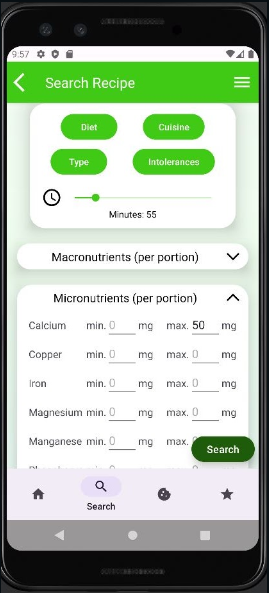 9:57
Search Recipe
Diet Cuisine
Type Intolerances
Minutes: 55
Macronutrients (per portion)
Micronutrients (per portion)
Calcium min. 0 mg max. 50 mg
Copper min. 0 mg max. 0 mg
Iron min. 0 mg max. 0 mg
Magnesium min. 0 mg max. 0 mg
Manganese min. 0 mg max.
Search
Search